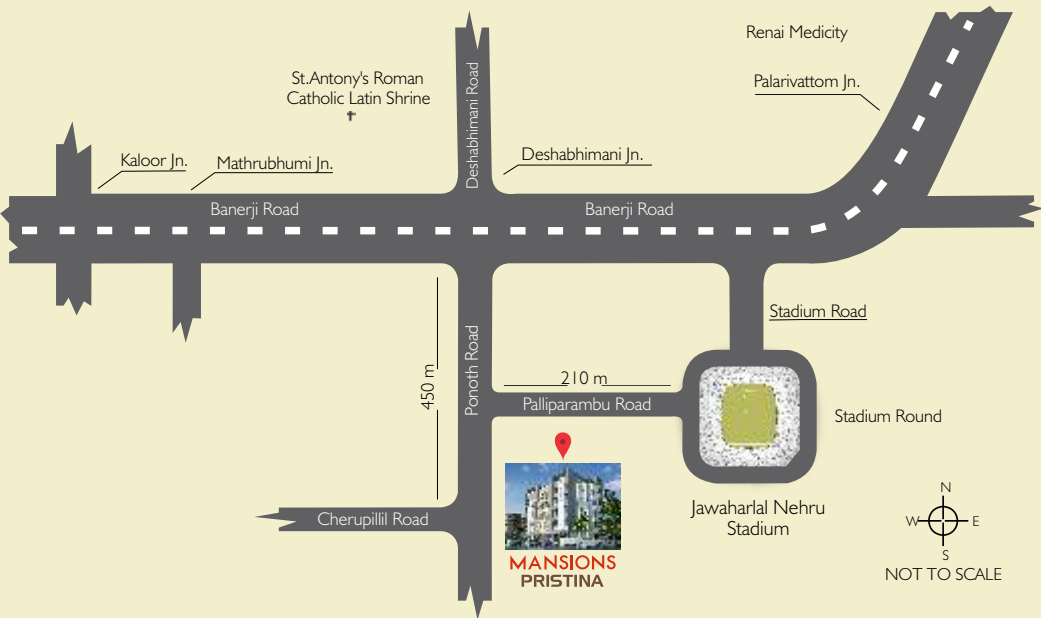 Renai Medicity
St.Antony's Roman
Catholic Latin Shrine
Palarivattom Jn.
Deshabhimani Road
Kaloor Jn.
Mathrubhumi Jn.
Deshabhimani Jn.
Banerji Road
Banerji Road
Stadium Road
450 m
Ponoth Road
210 m
Palliparambu Road
Stadium Round
Cherupillil Road
Jawaharlal Nehru
Stadium
MANSIONS
PRISTINA
N
W
E
S
NOT TO SCALE